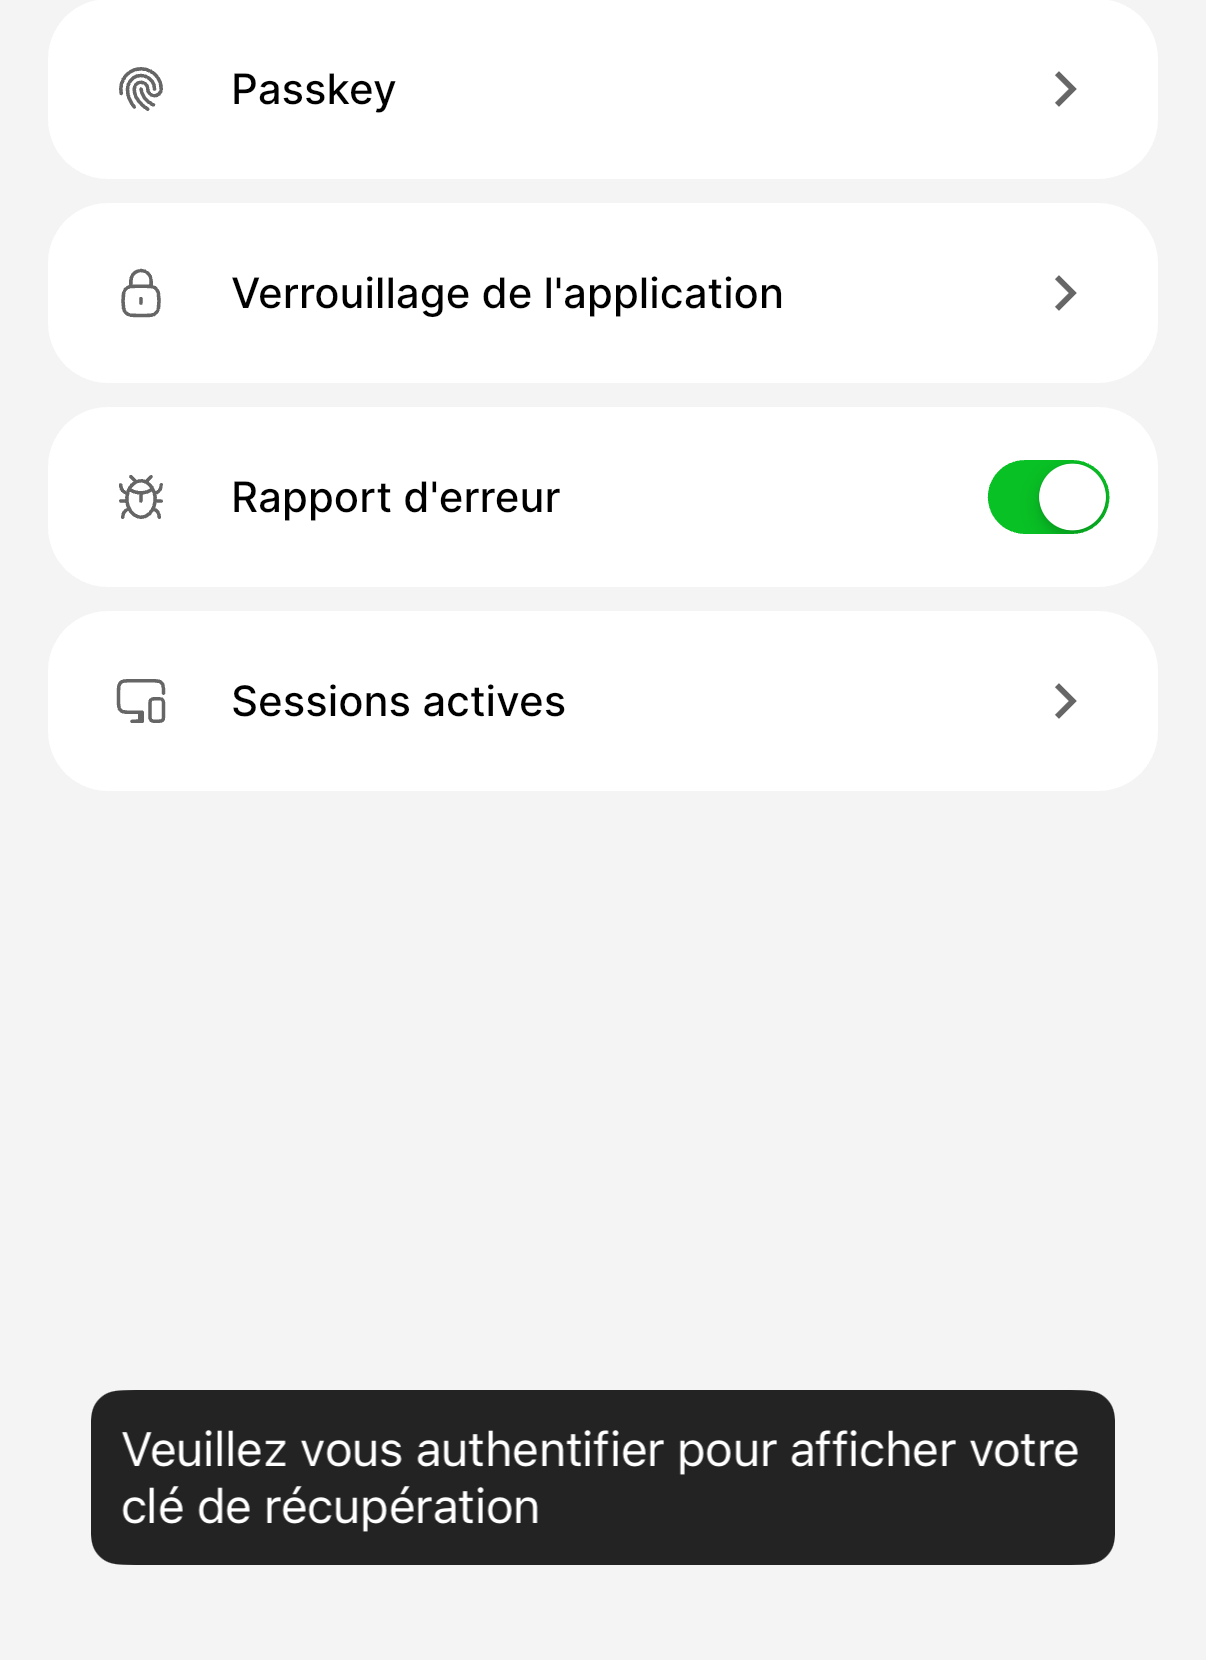 Passkey
Verrouillage de l'application
Rapport d'erreur
Sessions actives
Veuillez vous authentifier pour afficher votre
clé de récupération